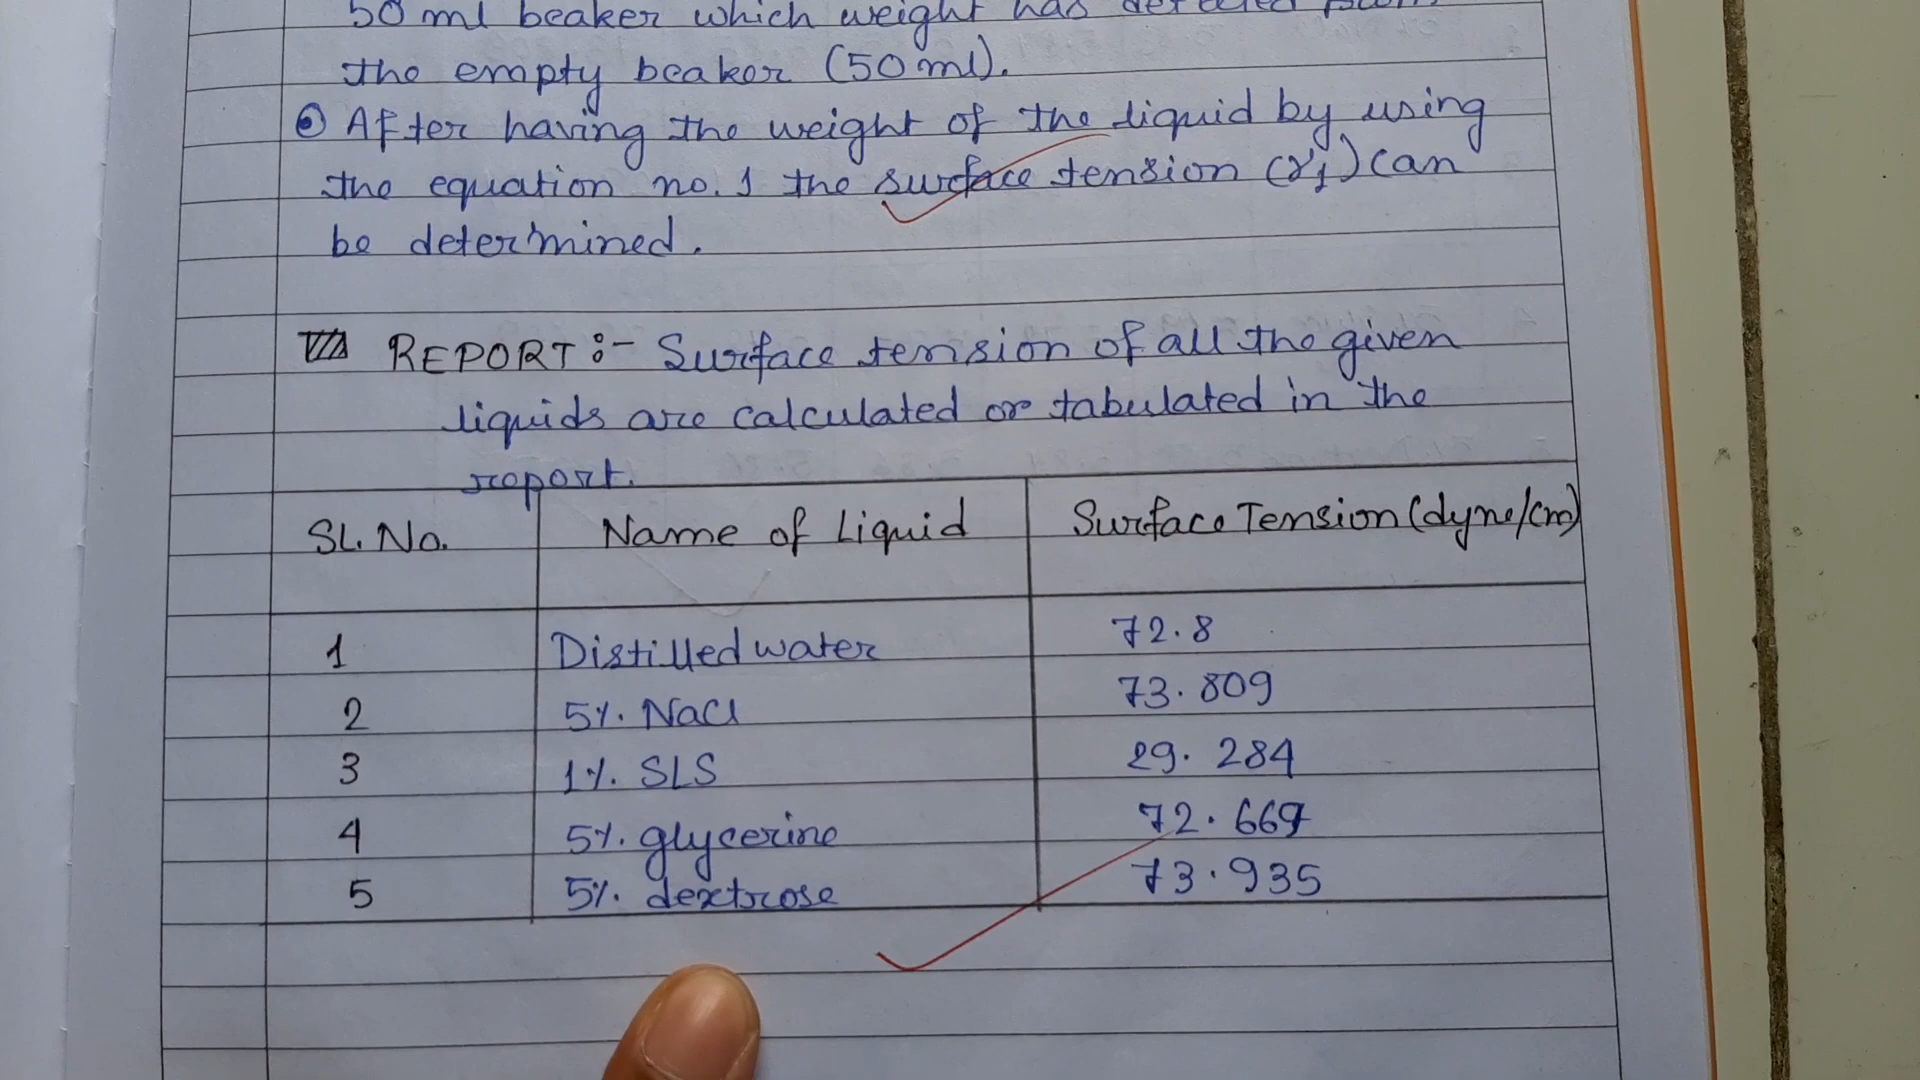 50 ml beaker which weight has
the empty beaker (50ml).
After having the weight of the liquid by using
the equation no. 1 the surface tension (γ1) can
be determined.
VII REPORT :- Surface tension of all the given
liquids are calculated or tabulated in the
report.
SL. No. Name of Liquid Surface Tension (dyne/cm)
1 Distilled water 72.8
2 5%. NaCl 73.809
3 1%. SLS 29.284
4 5%. glycerine 72.667
5 5%. dextrose 73.935